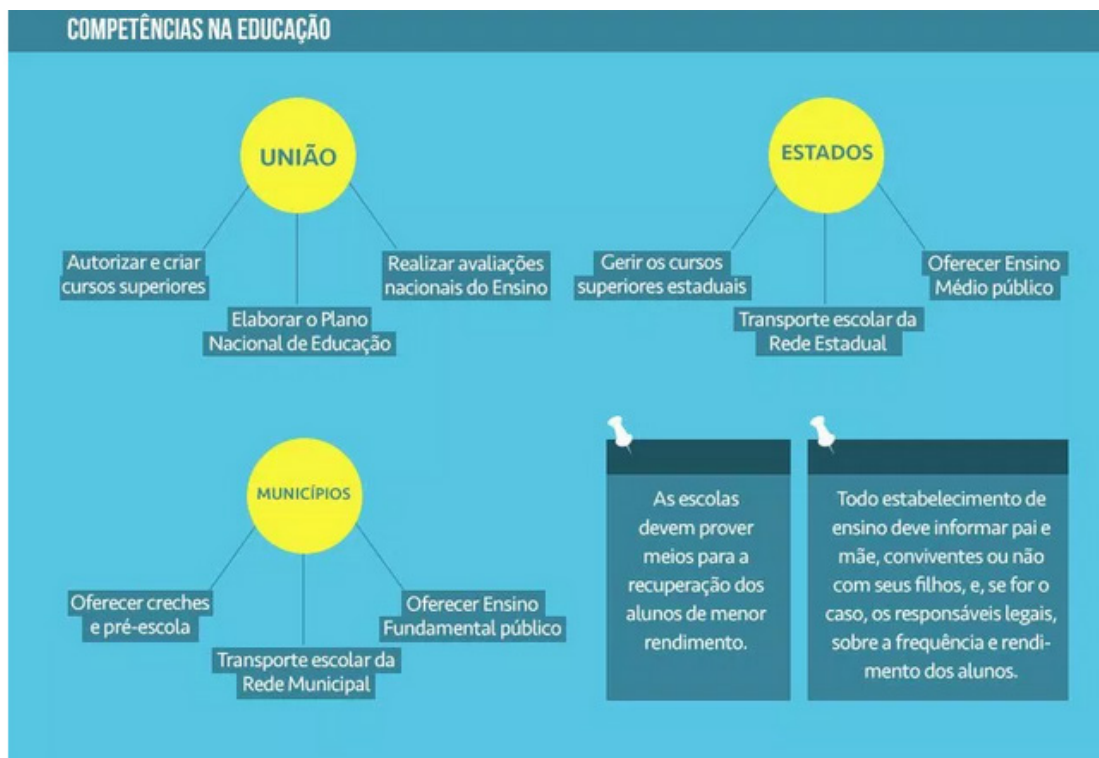 COMPETÊNCIAS NA EDUCAÇÃO
UNIÃO
Autorizar e criar
cursos superiores
Elaborar o Plano
Nacional de Educação
Realizar avaliações
nacionais do Ensino
ESTADOS
Gerir os cursos
superiores estaduais
Transporte escolar da
Rede Estadual
Oferecer Ensino
Médio público
MUNICÍPIOS
Oferecer creches
e pré-escola
Transporte escolar da
Rede Municipal
Oferecer Ensino
Fundamental público
As escolas
devem prover
meios para a
recuperação dos
alunos de menor
rendimento.
Todo estabelecimento de
ensino deve informar pai e
mãe, conviventes ou não
com seus filhos, e, se for o
caso, os responsáveis legais,
sobre a frequência e rendi-
mento dos alunos.